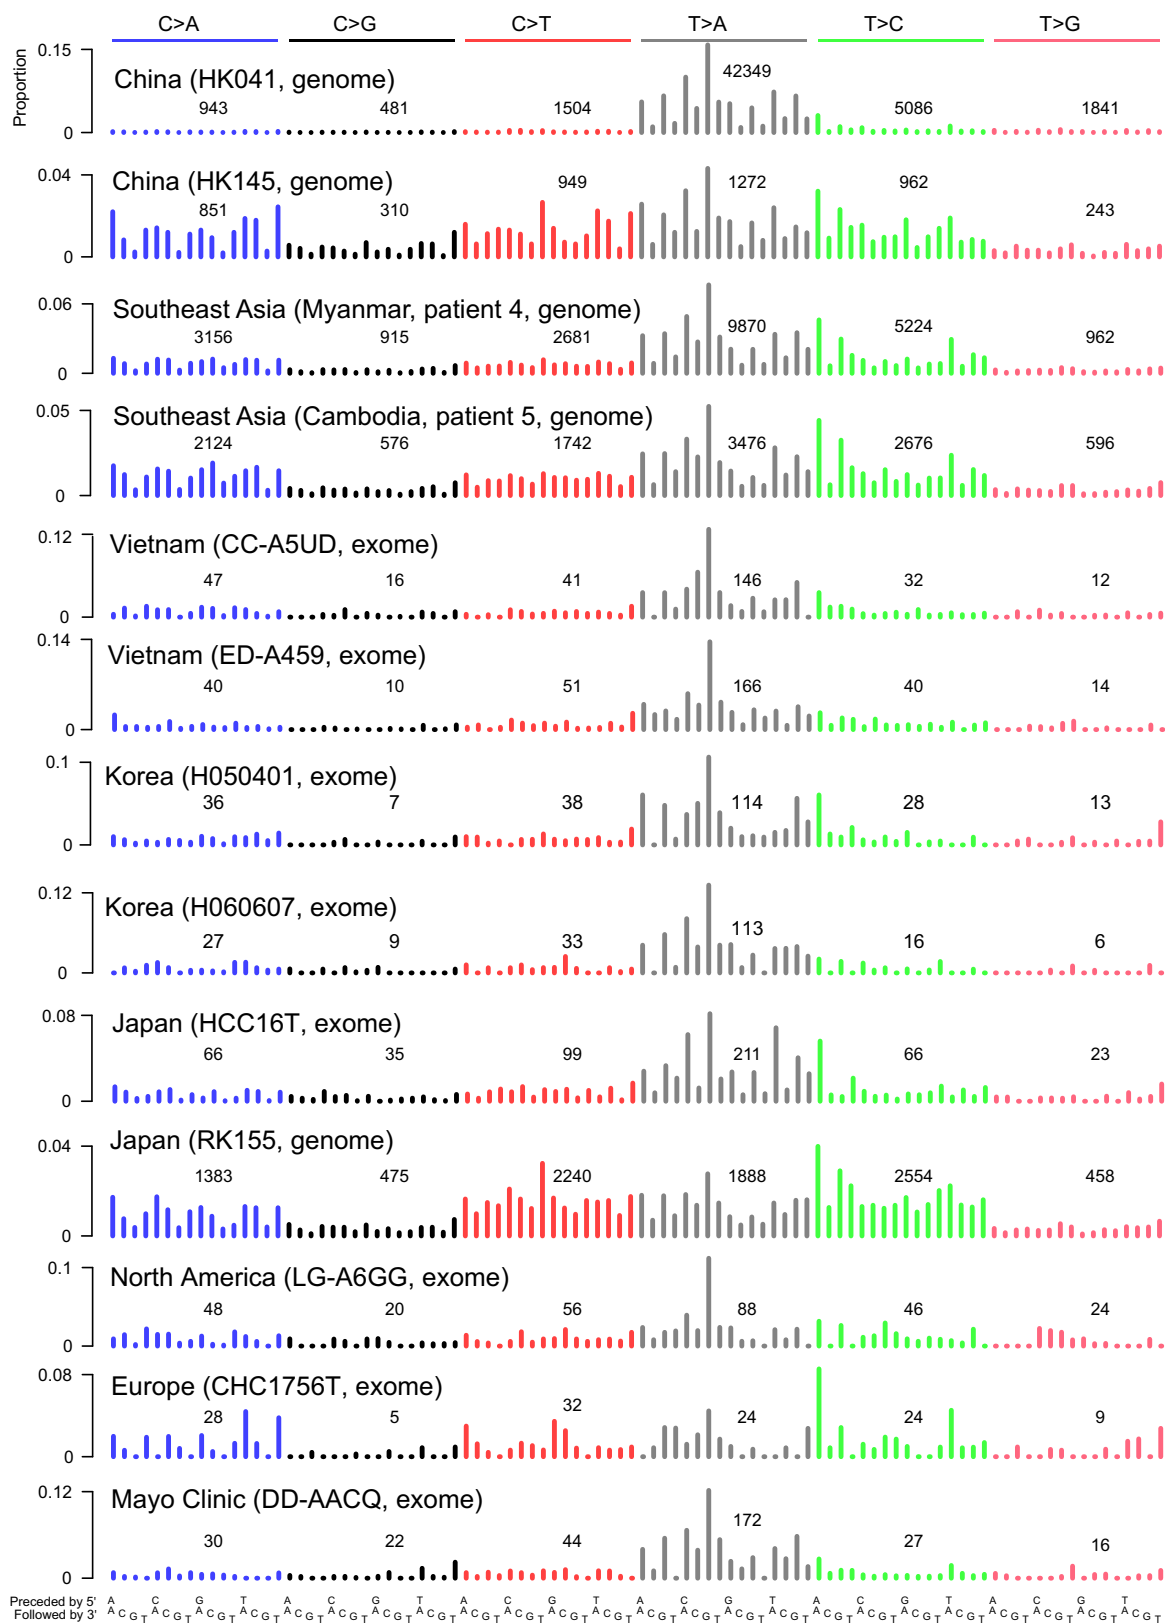 C>A C>G C>T T>A T>C T>G
Proportion
0.15
China (HK041, genome)
943 481 1504 42349 5086 1841
0
0.04
China (HK145, genome)
851 310 949 1272 962 243
0
0.06
Southeast Asia (Myanmar, patient 4, genome)
3156 915 2681 9870 5224 962
0
0.05
Southeast Asia (Cambodia, patient 5, genome)
2124 576 1742 3476 2676 596
0
0.12
Vietnam (CC-A5UD, exome)
47 16 41 146 32 12
0
0.14
Vietnam (ED-A459, exome)
40 10 51 166 40 14
0
0.1
Korea (H050401, exome)
36 7 38 114 28 13
0
0.12
Korea (H060607, exome)
27 9 33 113 16 6
0
0.08
Japan (HCC16T, exome)
66 35 99 211 66 23
0
0.04
Japan (RK155, genome)
1383 475 2240 1888 2554 458
0
0.1
North America (LG-A6GG, exome)
48 20 56 88 46 24
0
0.08
Europe (CHC1756T, exome)
28 5 32 24 24 9
0
0.12
Mayo Clinic (DD-AACQ, exome)
30 22 44 172 27 16
0
Preceded by 5' A C G T A C G T A C G T A C G T A C G T A C G T
Followed by 3' A C G T A C G T A C G T A C G T A C G T A C G T A C G T A C G T A C G T A C G T A C G T A C G T A C G T A C G T A C G T A C G T A C G T A C G T A C G T A C G T A C G T A C G T A C G T A C G T